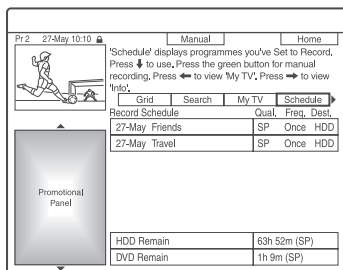 Pr 2 27-May 10:10
Manual
Home
'Schedule' displays programmes you've Set to Record.
Press ⬇ to use. Press the green button for manual
recording. Press ⬅ to view 'My TV'. Press ➡ to view
'Info'.
Grid Search My TV Schedule
Record Schedule Qual. Freq. Dest.
27-May Friends SP Once HDD
27-May Travel SP Once HDD
Promotional
Panel
HDD Remain 63h 52m (SP)
DVD Remain 1h 9m (SP)